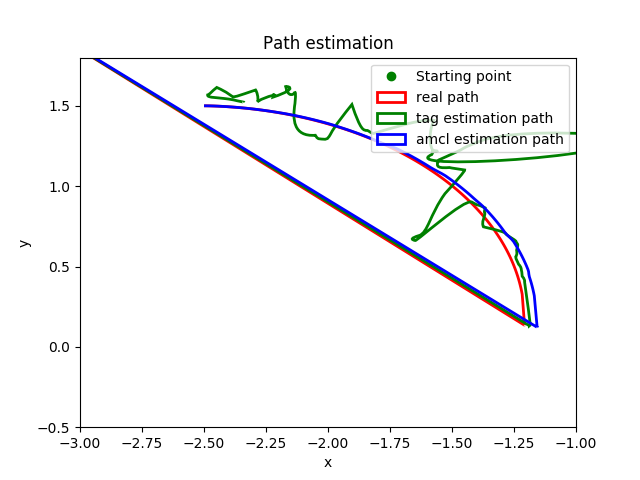 Path estimation
Starting point
real path
alg estimation path
amcl estimation path
y
1.5
1.0
0.5
0.0
−0.5
−3.00 −2.75 −2.50 −2.25 −2.00 −1.75 −1.50 −1.25 −1.00
x